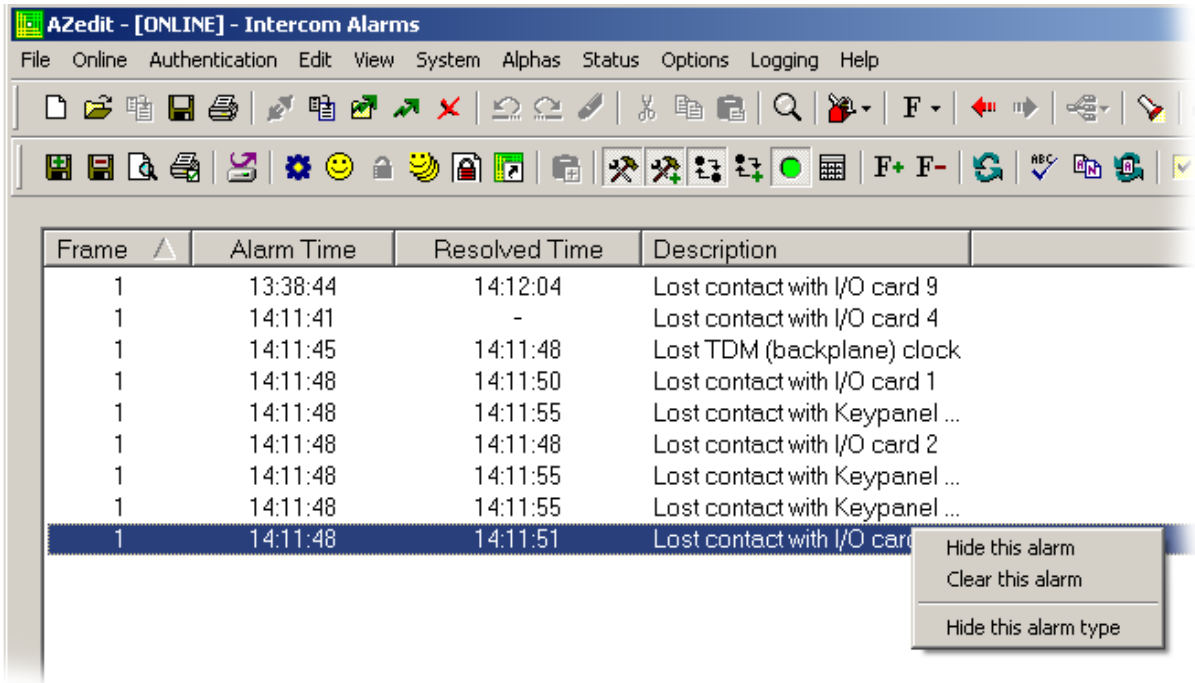 AZedit - [ONLINE] - Intercom Alarms
File Online Authentication Edit View System Alphas Status Options Logging Help
F
F+ F- ABC
Frame Alarm Time Resolved Time Description
1 13:38:44 14:12:04 Lost contact with I/O card 9
1 14:11:41 - Lost contact with I/O card 4
1 14:11:45 14:11:48 Lost TDM (backplane) clock
1 14:11:48 14:11:50 Lost contact with I/O card 1
1 14:11:48 14:11:55 Lost contact with Keypanel ...
1 14:11:48 14:11:48 Lost contact with I/O card 2
1 14:11:48 14:11:55 Lost contact with Keypanel ...
1 14:11:48 14:11:55 Lost contact with Keypanel ...
1 14:11:48 14:11:51 Lost contact with I/O card
Hide this alarm
Clear this alarm
Hide this alarm type